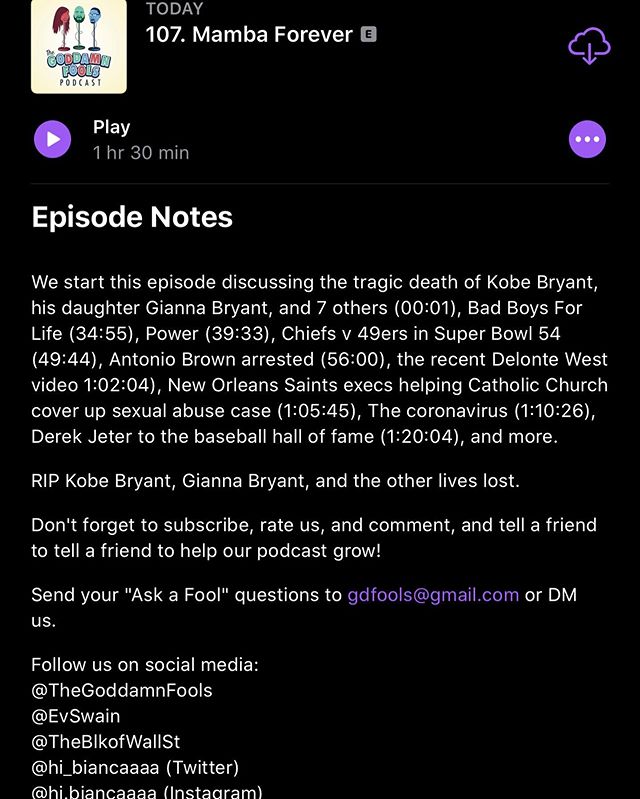 TODAY
107. Mamba Forever E
The
GODDAMN
FOOLS
PODCAST
Play
1 hr 30 min
Episode Notes
We start this episode discussing the tragic death of Kobe Bryant,
his daughter Gianna Bryant, and 7 others (00:01), Bad Boys For
Life (34:55), Power (39:33), Chiefs v 49ers in Super Bowl 54
(49:44), Antonio Brown arrested (56:00), the recent Delonte West
video 1:02:04), New Orleans Saints execs helping Catholic Church
cover up sexual abuse case (1:05:45), The coronavirus (1:10:26),
Derek Jeter to the baseball hall of fame (1:20:04), and more.
RIP Kobe Bryant, Gianna Bryant, and the other lives lost.
Don't forget to subscribe, rate us, and comment, and tell a friend
to tell a friend to help our podcast grow!
Send your "Ask a Fool" questions to gdfools@gmail.com or DM
us.
Follow us on social media:
@TheGoddamnFools
@EvSwain
@TheBlkofWallSt
@hi_biancaaaa (Twitter)
@hi.biancaaaa (Instagram)